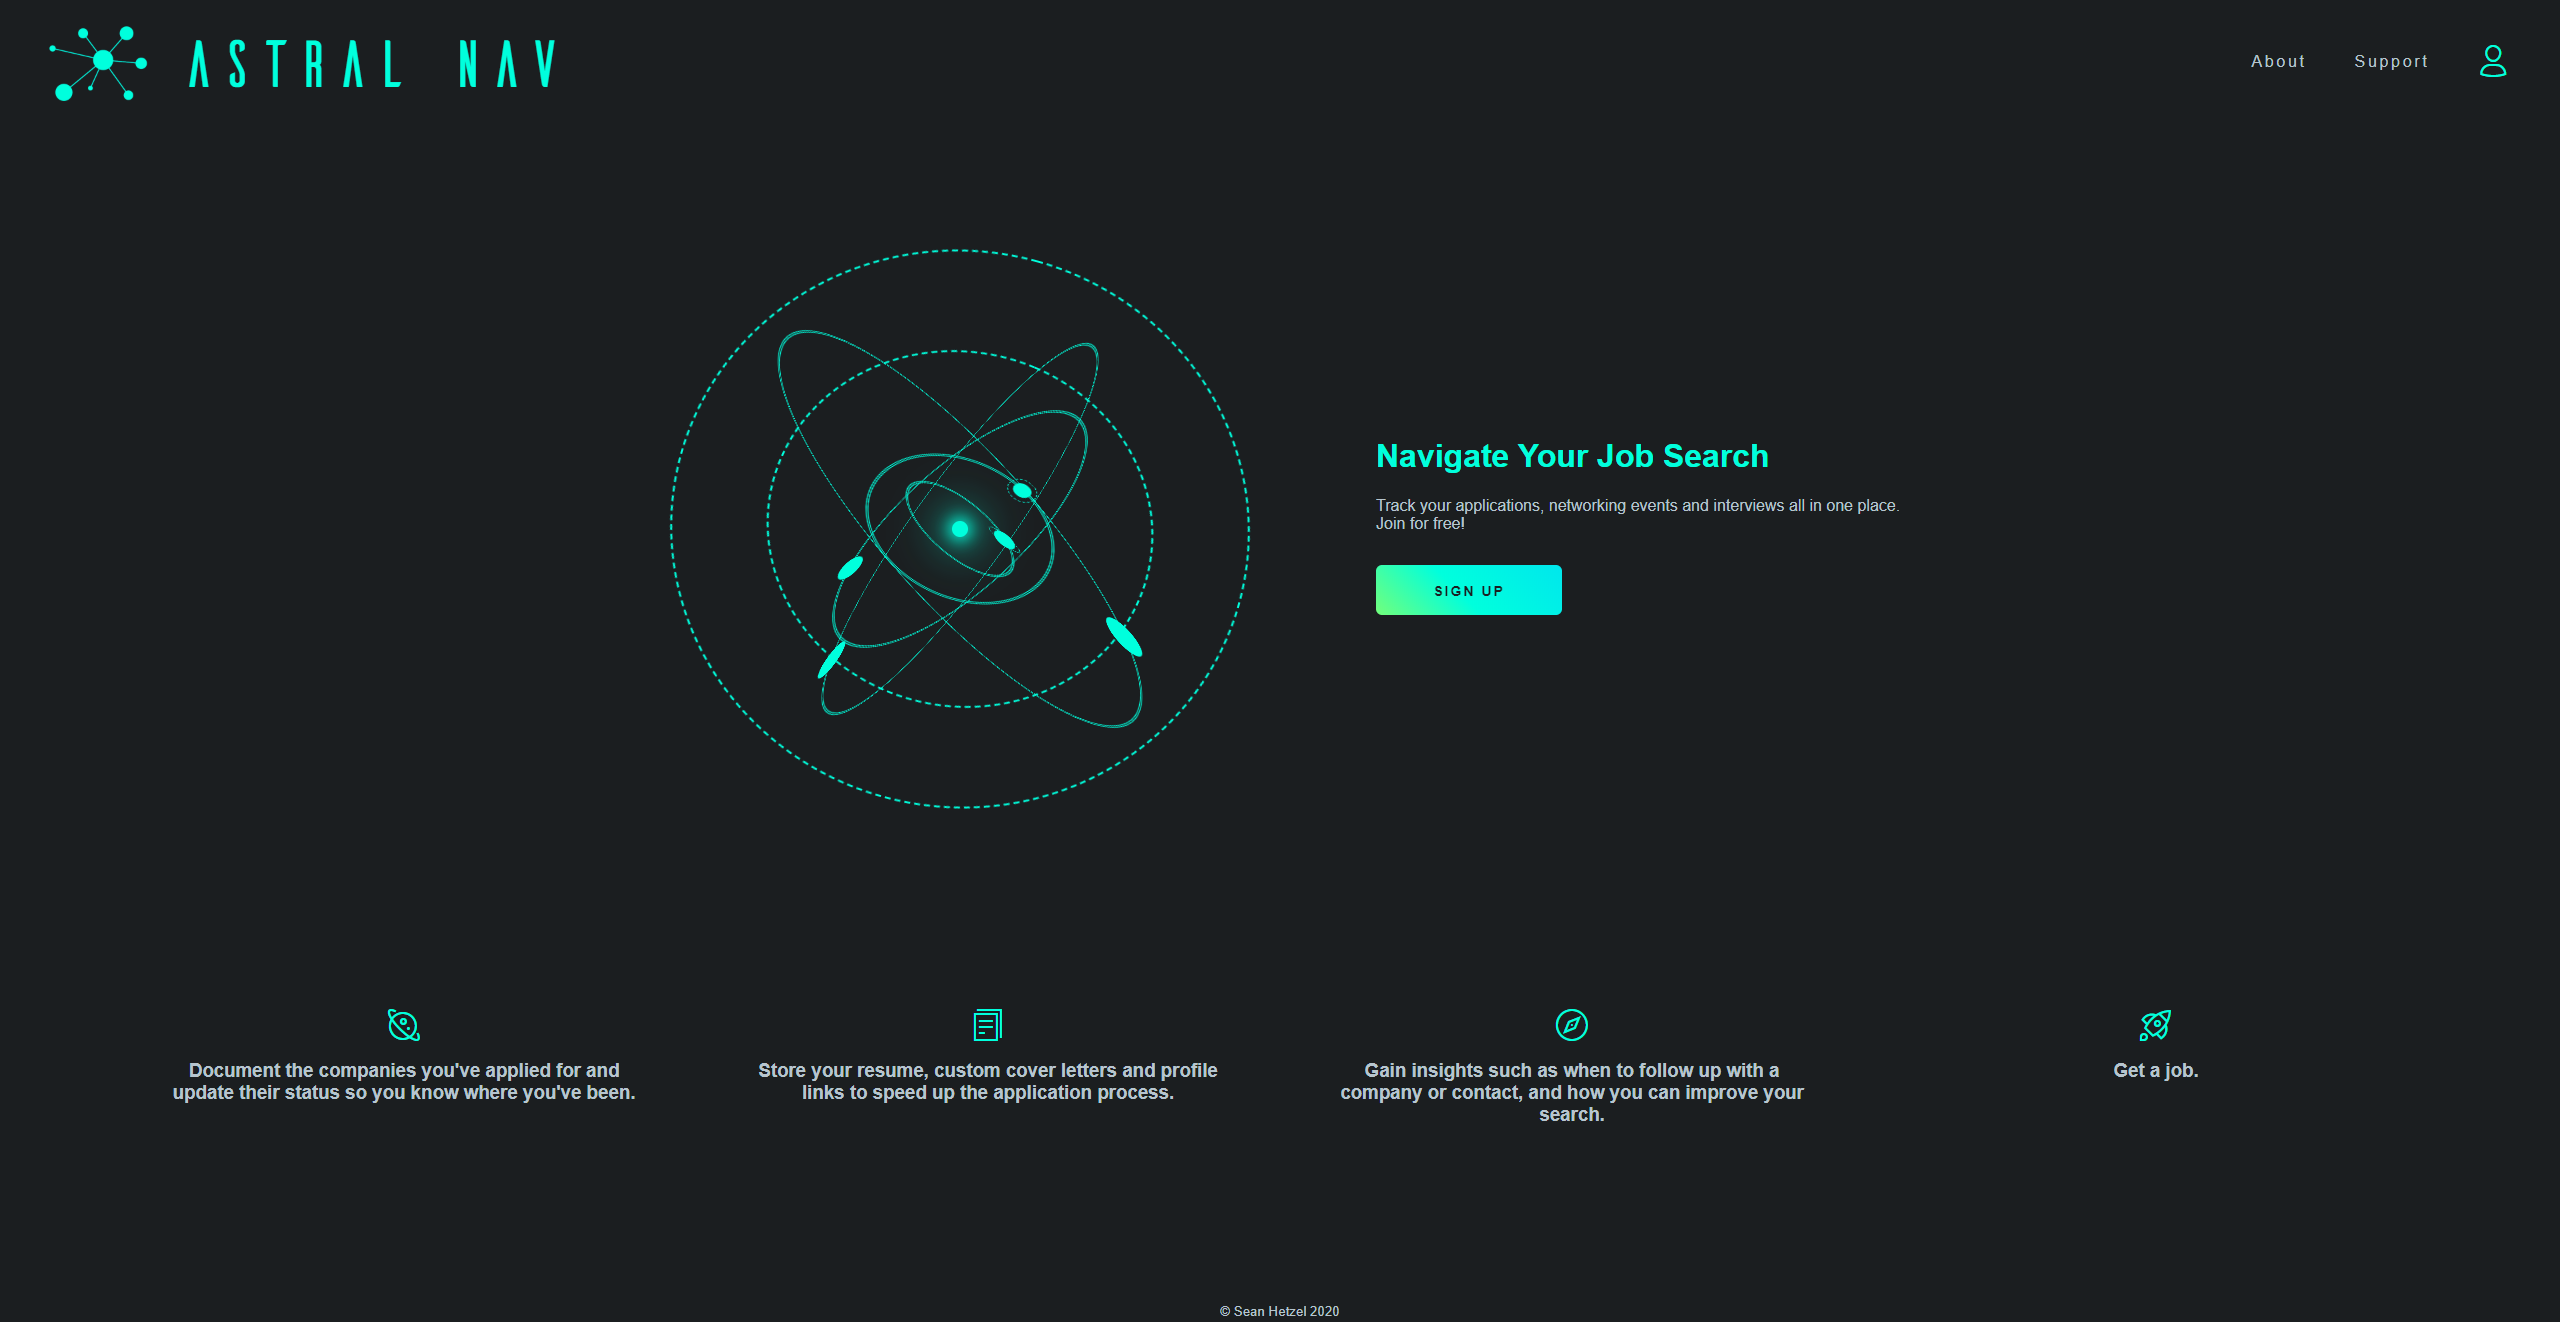 ASTRAL NAV
About
Support
Navigate Your Job Search
Track your applications, networking events and interviews all in one place.
Join for free!
SIGN UP
Document the companies you've applied for and
update their status so you know where you've been.
Store your resume, custom cover letters and profile
links to speed up the application process.
Gain insights such as when to follow up with a
company or contact, and how you can improve your
search.
Get a job.
© Sean Hetzel 2020